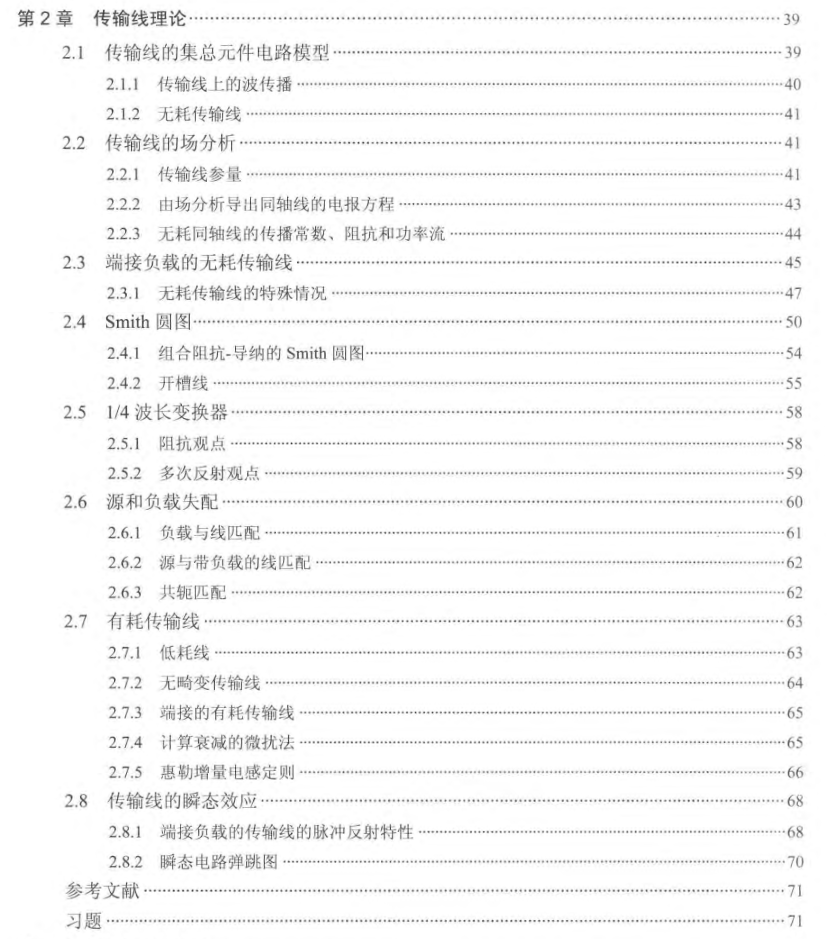 第 2 章 传输线理论 39
2.1 传输线的集总元件电路模型 39
2.1.1 传输线上的波传播 40
2.1.2 无耗传输线 41
2.2 传输线的场分析 41
2.2.1 传输线参量 41
2.2.2 由场分析导出同轴线的电报方程 43
2.2.3 无耗同轴线的传播常数、阻抗和功率流 44
2.3 端接负载的无耗传输线 45
2.3.1 无耗传输线的特殊情况 47
2.4 Smith 圆图 50
2.4.1 组合阻抗-导纳的 Smith 圆图 54
2.4.2 开槽线 55
2.5 1/4 波长变换器 58
2.5.1 阻抗观点 58
2.5.2 多次反射观点 59
2.6 源和负载失配 60
2.6.1 负载与线匹配 61
2.6.2 源与带负载的线匹配 62
2.6.3 共轭匹配 62
2.7 有耗传输线 63
2.7.1 低耗线 63
2.7.2 无畸变传输线 64
2.7.3 端接的有耗传输线 65
2.7.4 计算衰减的微扰法 65
2.7.5 惠勒增量电感定则 66
2.8 传输线的瞬态效应 68
2.8.1 端接负载的传输线的脉冲反射特性 68
2.8.2 瞬态电路弹跳图 70
参考文献 71
习题 71